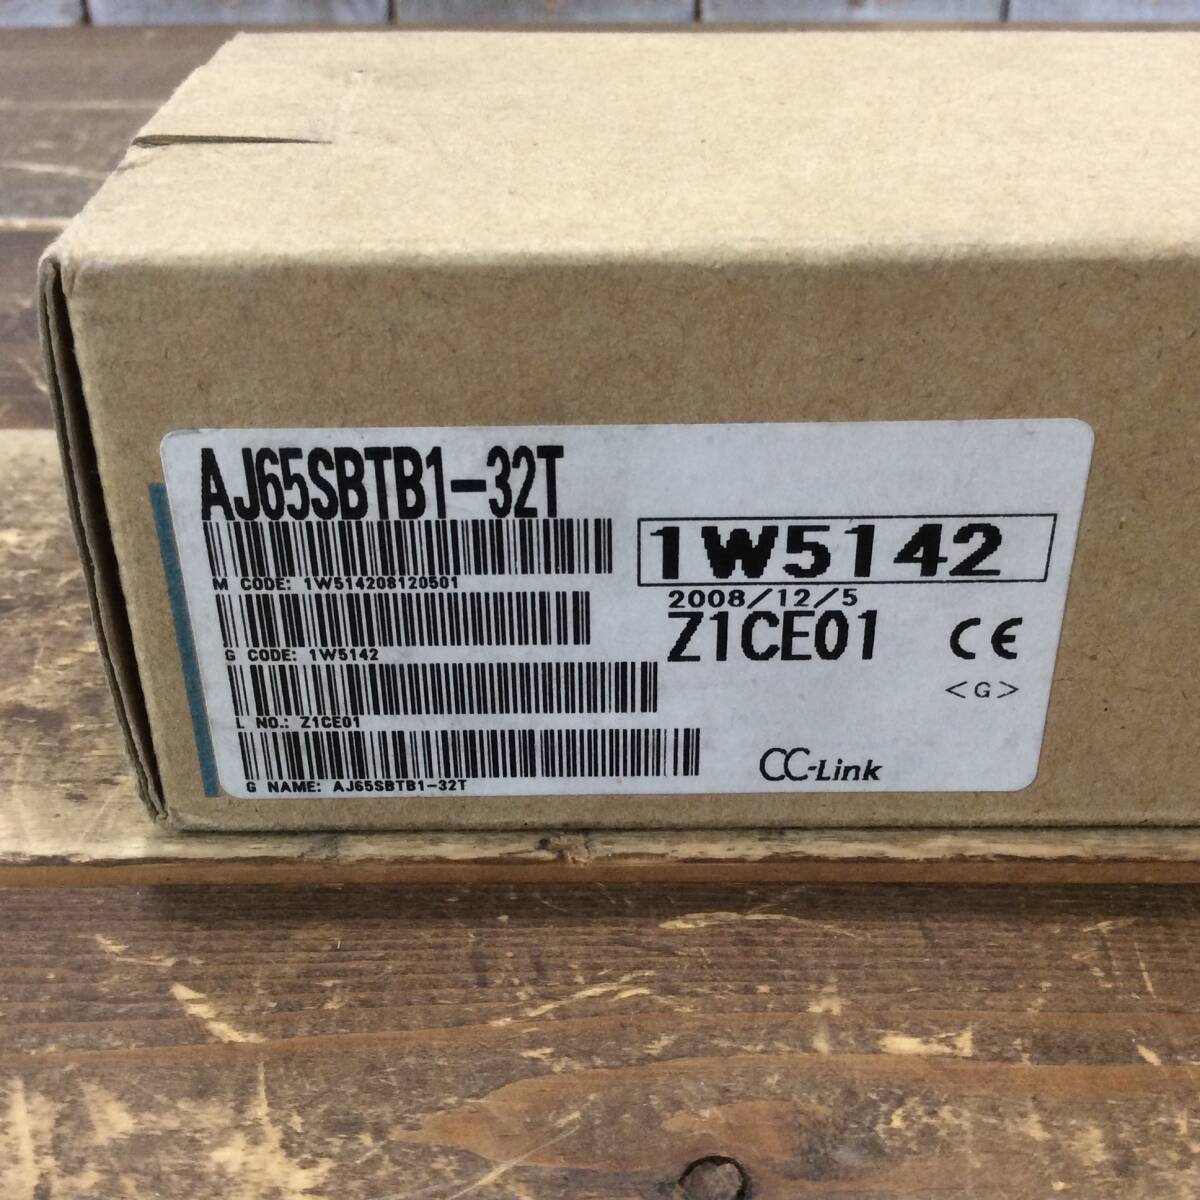 AJ65SBTB1-32T
M CODE: 1W514208120501
G CODE: 1W5142
L NO.: Z1CE01
G NAME: AJ65SBTB1-32T
1W5142
2008/12/5
Z1CE01
CE
<G>
CC-Link